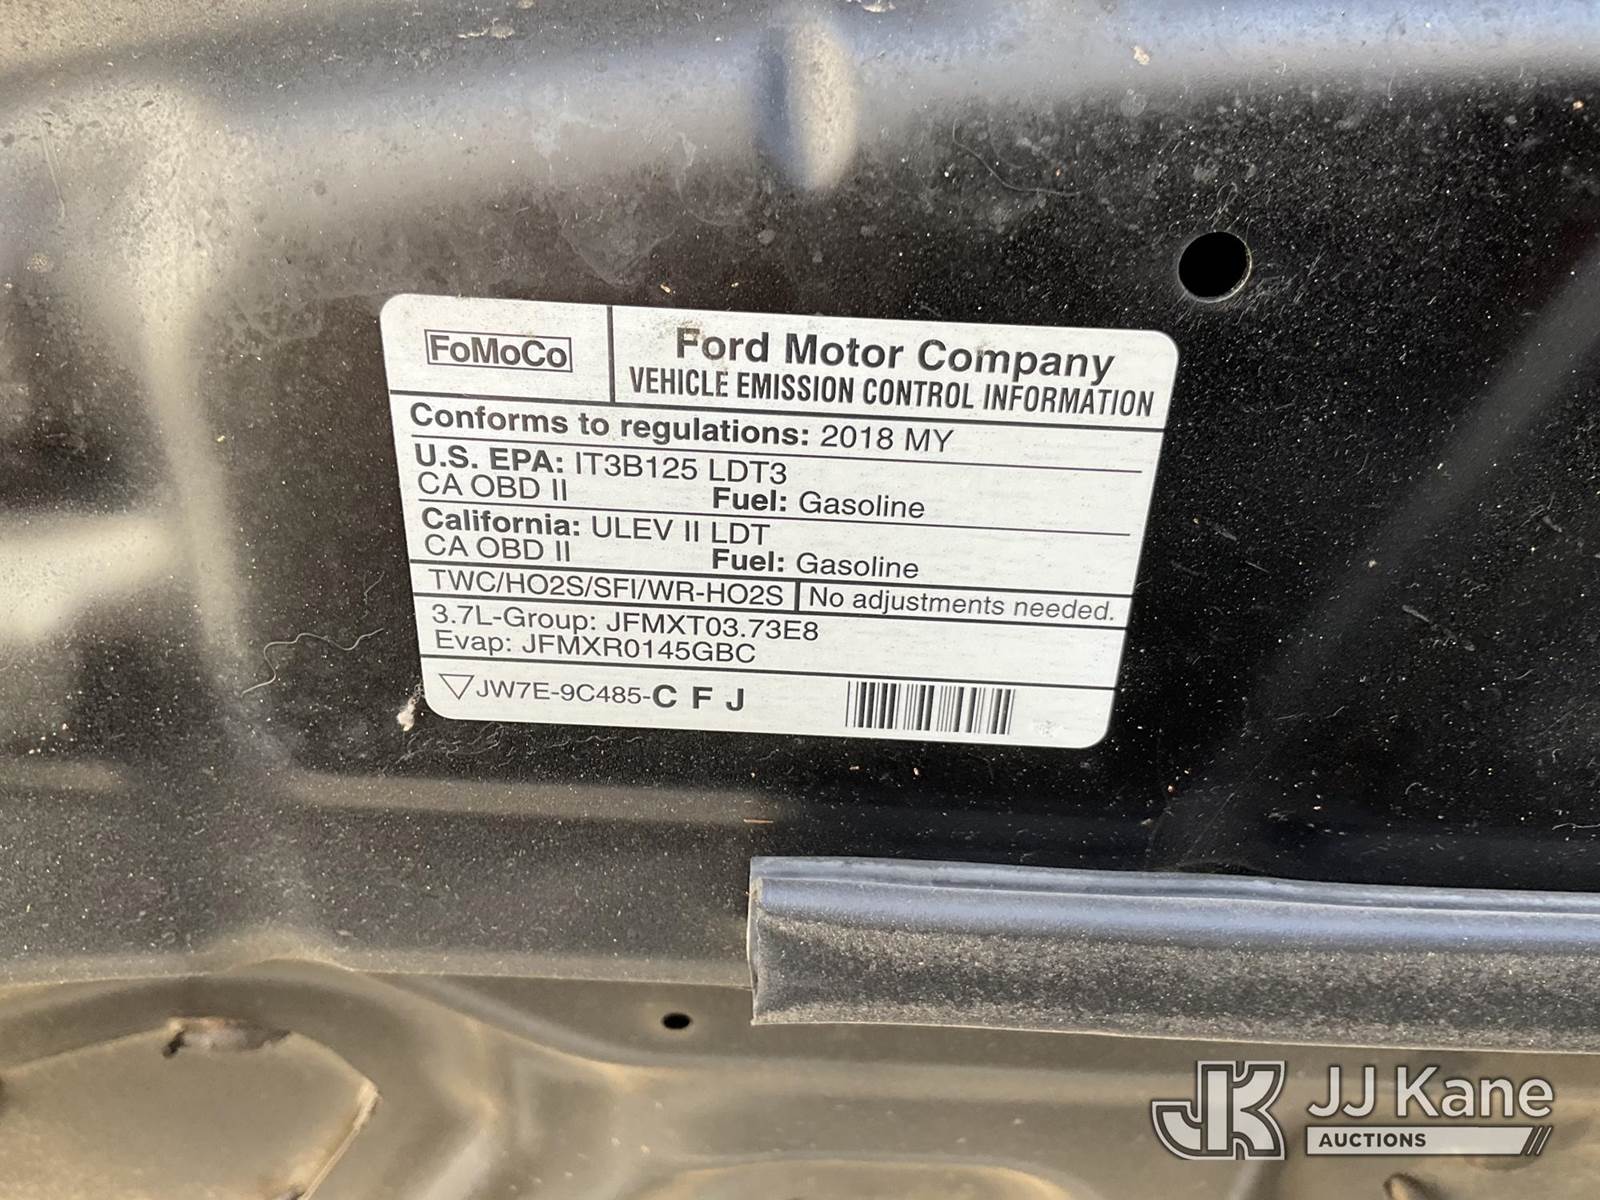 FoMoCo
Ford Motor Company
VEHICLE EMISSION CONTROL INFORMATION
Conforms to regulations: 2018 MY
U.S. EPA: IT3B125 LDT3
CA OBD II Fuel: Gasoline
California: ULEV II LDT
CA OBD II Fuel: Gasoline
TWC/HO2S/SFI/WR-HO2S No adjustments needed.
3.7L-Group: JFMXT03.73E8
Evap: JFMXR0145GBC
JW7E-9C485-C F J
JK JJ Kane
AUCTIONS